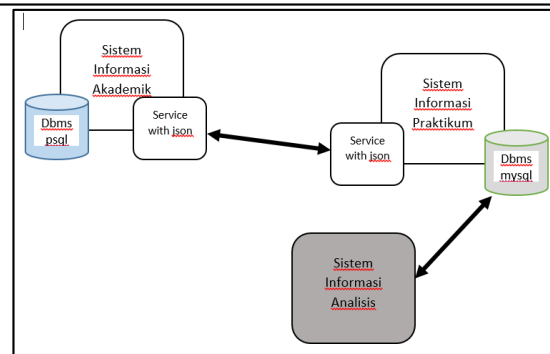 Sistem
Informasi
Akademik
Dbms
psql
Service
with json
Sistem
Informasi
Praktikum
Service
with json
Dbms
mysql
Sistem
Informasi
Analisis